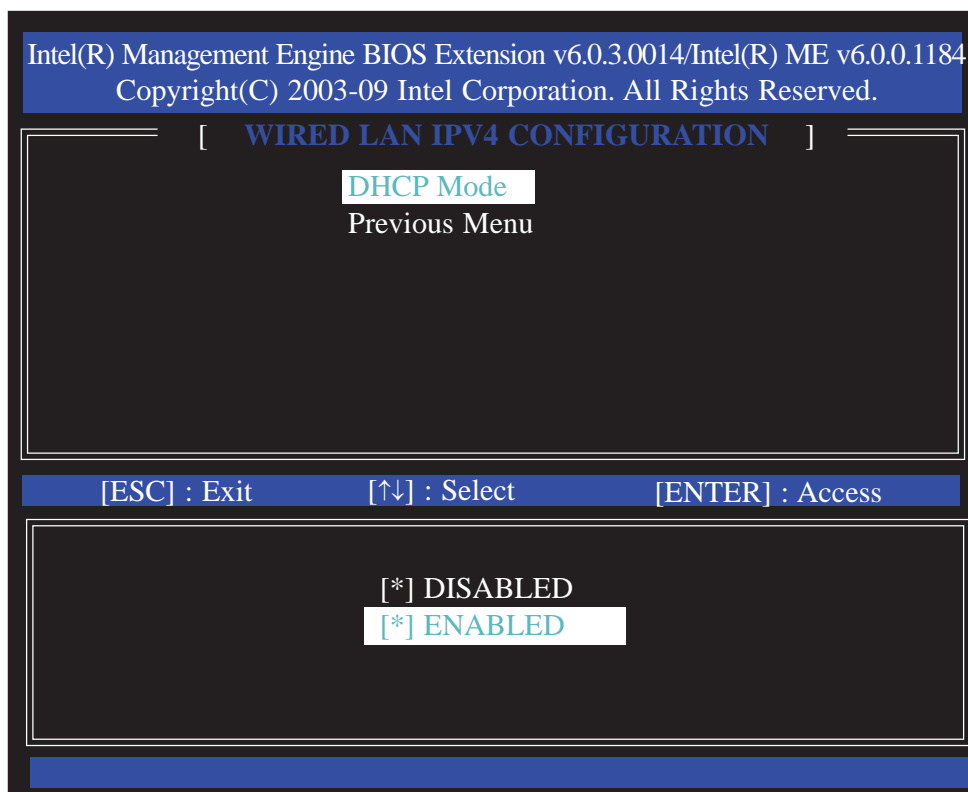 Intel(R) Management Engine BIOS Extension v6.0.3.0014/Intel(R) ME v6.0.0.1184
Copyright(C) 2003-09 Intel Corporation. All Rights Reserved.
[ WIRED LAN IPV4 CONFIGURATION ]
DHCP Mode
Previous Menu
[ESC] : Exit [↑↓] : Select [ENTER] : Access
[*] DISABLED
[*] ENABLED